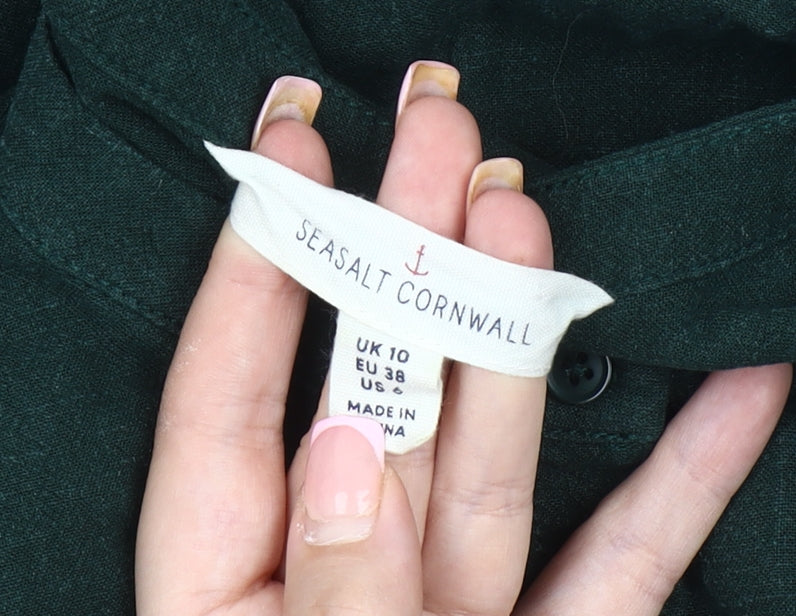 SEASALT CORNWALL
UK 10
EU 38
US 6
MADE IN